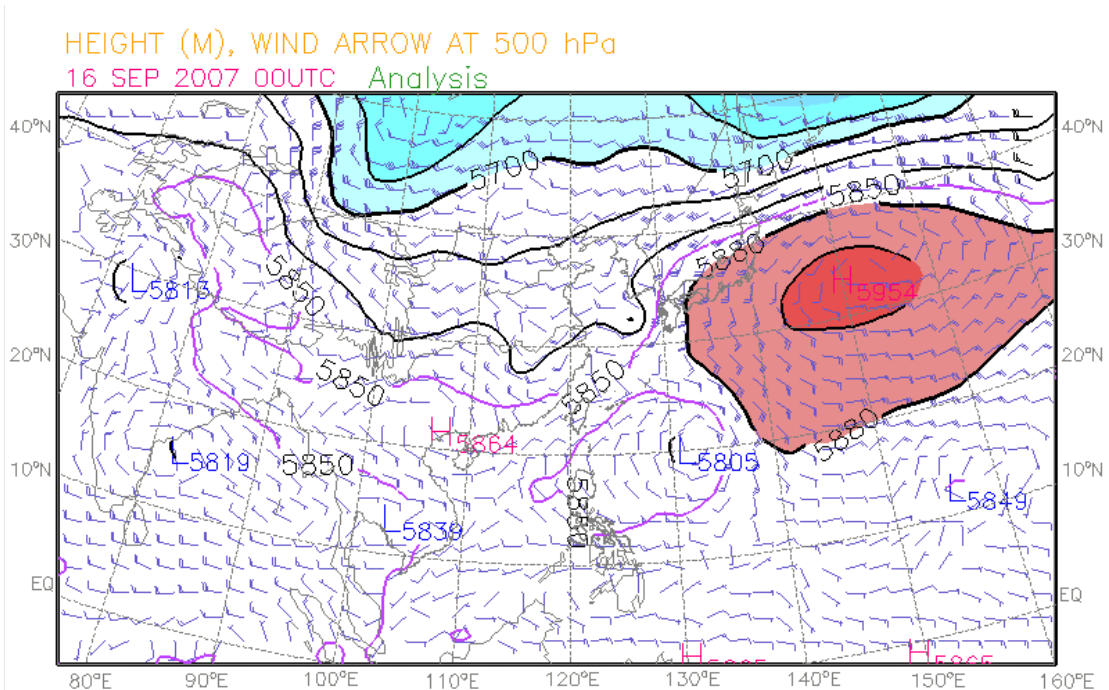 HEIGHT (M), WIND ARROW AT 500 hPa
16 SEP 2007 00UTC Analysis
40°N 40°N
5700 5700
5850
30°N 5880 30°N
L5813 5850 H5954
20°N 20°N
5850 5850
5880
H5864
10°N L5819 5850 L5805 10°N
5850 L5849
L5839
EQ EQ
H H
80°E 90°E 100°E 110°E 120°E 130°E 140°E 150°E 160°E